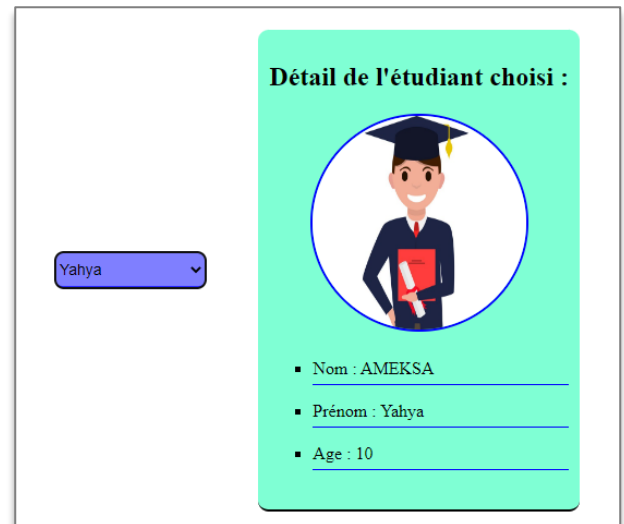 Yahya
Détail de l'étudiant choisi :
Nom : AMEKSA
Prénom : Yahya
Age : 10